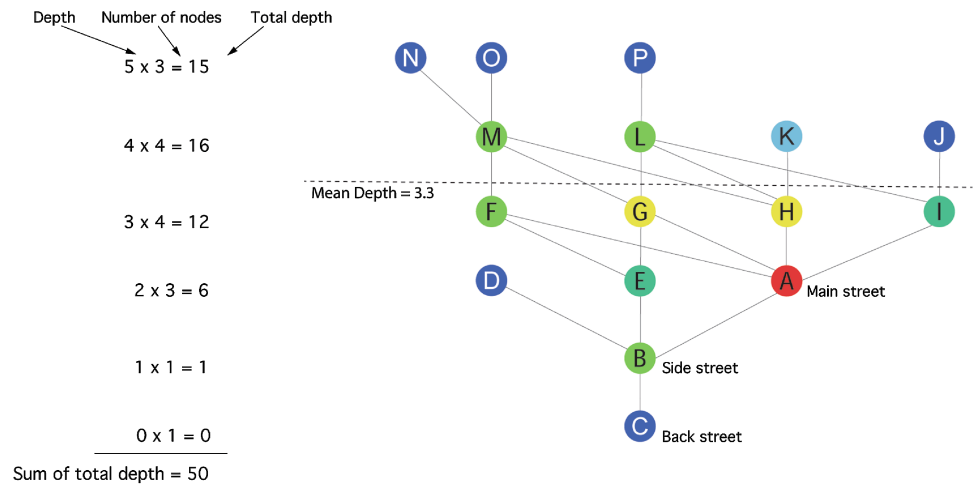 Depth Number of nodes Total depth
5 x 3 = 15
N O P
4 x 4 = 16
M L K J
Mean Depth = 3.3
3 x 4 = 12
F G H I
2 x 3 = 6
D E A Main street
1 x 1 = 1
B Side street
0 x 1 = 0
C Back street
Sum of total depth = 50